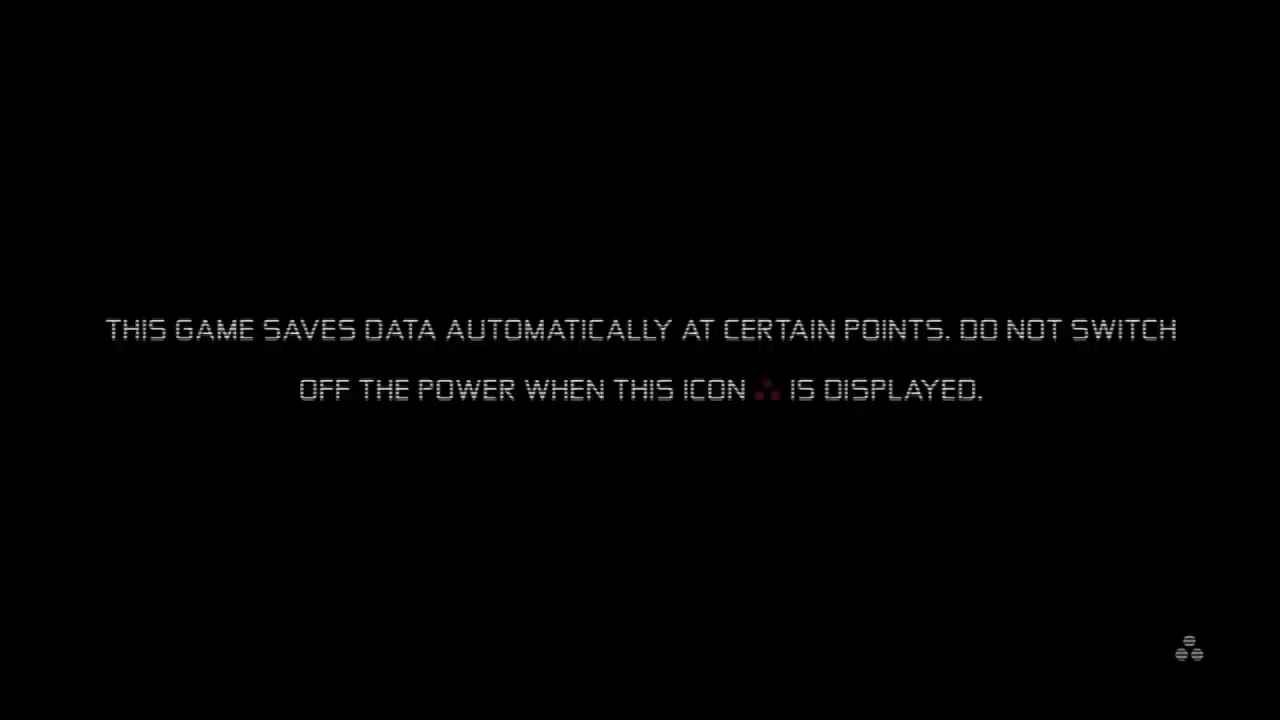 THIS GAME SAVES DATA AUTOMATICALLY AT CERTAIN POINTS. DO NOT SWITCH
OFF THE POWER WHEN THIS ICON IS DISPLAYED.